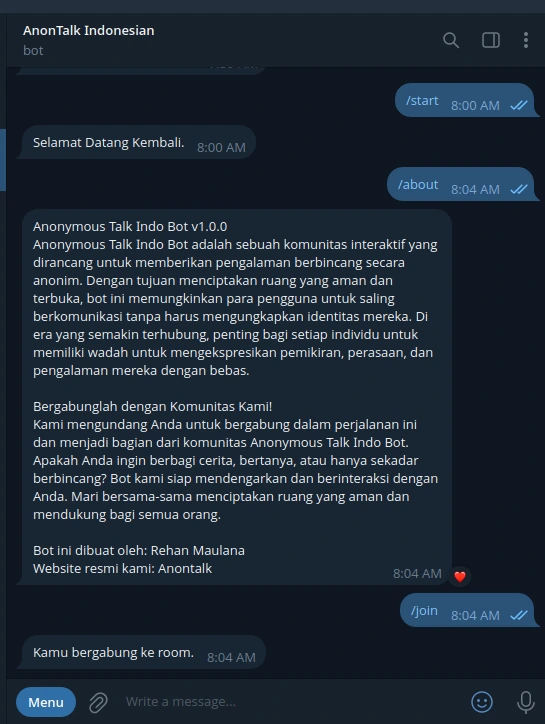 AnonTalk Indonesian
bot
/start 8:00 AM
Selamat Datang Kembali. 8:00 AM
/about 8:04 AM
Anonymous Talk Indo Bot v1.0.0
Anonymous Talk Indo Bot adalah sebuah komunitas interaktif yang
dirancang untuk memberikan pengalaman berbincang secara
anonim. Dengan tujuan menciptakan ruang yang aman dan
terbuka, bot ini memungkinkan para pengguna untuk saling
berkomunikasi tanpa harus mengungkapkan identitas mereka. Di
era yang semakin terhubung, penting bagi setiap individu untuk
memiliki wadah untuk mengekspresikan pemikiran, perasaan, dan
pengalaman mereka dengan bebas.
Bergabunglah dengan Komunitas Kami!
Kami mengundang Anda untuk bergabung dalam perjalanan ini
dan menjadi bagian dari komunitas Anonymous Talk Indo Bot.
Apakah Anda ingin berbagi cerita, bertanya, atau hanya sekadar
berbincang? Bot kami siap mendengarkan dan berinteraksi dengan
Anda. Mari bersama-sama menciptakan ruang yang aman dan
mendukung bagi semua orang.
Bot ini dibuat oleh: Rehan Maulana
Website resmi kami: Anontalk
8:04 AM
/join 8:04 AM
Kamu bergabung ke room. 8:04 AM
Menu
Write a message...